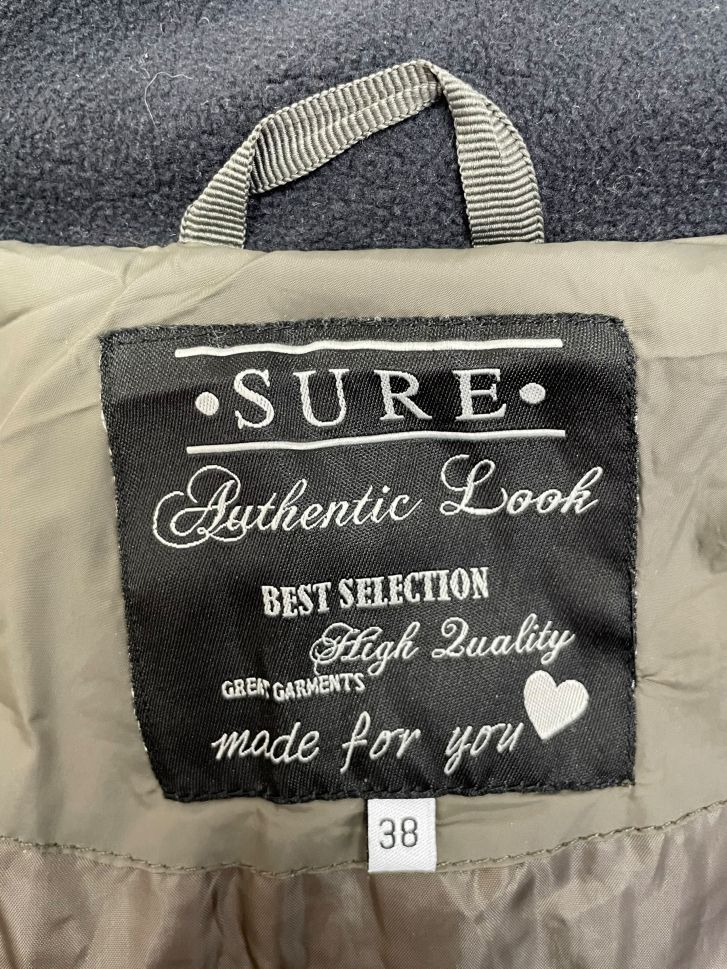 • SURE •
Authentic Look
BEST SELECTION
High Quality
GREAT GARMENTS
made for you
38